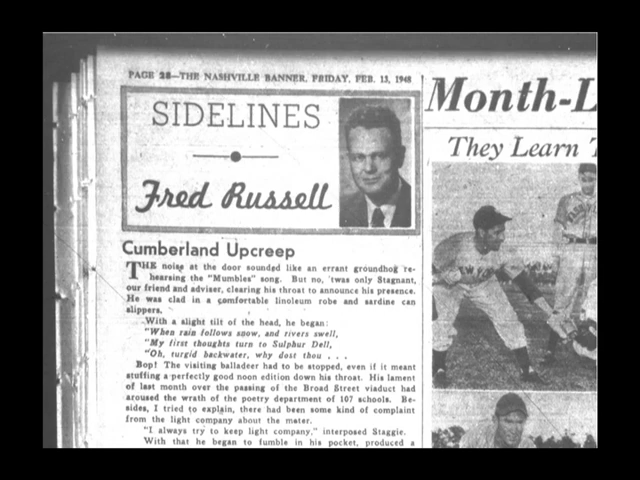 PAGE 28—THE NASHVILLE BANNER, FRIDAY, FEB. 13, 1948
SIDELINES
Fred Russell
Cumberland Upcreep
THE noise at the door sounded like an errant groundhog re-
hearsing the "Mumbles" song. But no, 'twas only Stagnant,
our friend and adviser, clearing his throat to announce his presence.
He was clad in a comfortable linoleum robe and sardine can
slippers.
With a slight tilt of the head, he began:
"When rain follows snow, and rivers swell,
"My first thoughts turn to Sulphur Dell,
"Oh, turgid backwater, why dost thou . . .
Bop! The visiting balladeer had to be stopped, even if it meant
stuffing a perfectly good noon edition down his throat. His lament
of last month over the passing of the Broad Street viaduct had
aroused the wrath of the poetry department of 107 schools. Be-
sides, I tried to explain, there had been some kind of complaint
from the light company about the meter.
"I always try to keep light company," interposed Staggie.
With that he began to fumble in his pocket, produced a
Month-L
They Learn